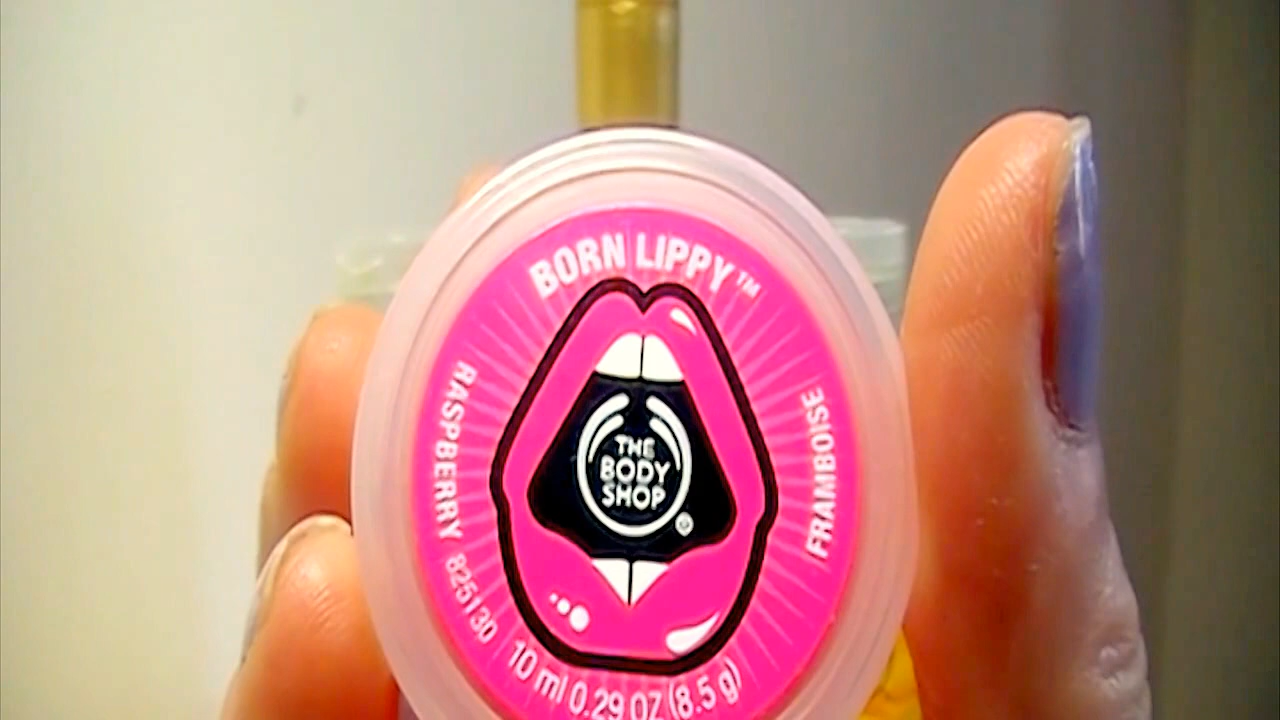 BORN LIPPY™
THE
BODY
SHOP
®
RASPBERRY 825130
FRAMBOISE
10 ml 0.29 OZ (8.5 g)